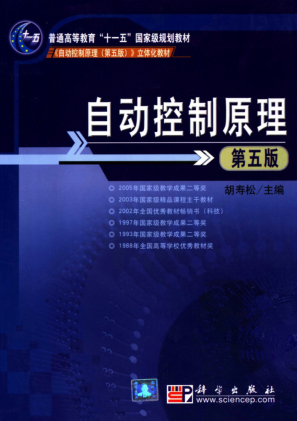 十一五
普通高等教育“十一五”国家级规划教材
《自动控制原理（第五版）》立体化教材
自动控制原理
第五版
胡寿松/主编
2005年国家级教学成果二等奖
2003年国家级精品课程主干教材
2002年全国优秀教材畅销书（科技）
1997年国家级教学成果二等奖
1993年国家级教学成果二等奖
1988年全国高等学校优秀教材奖
科学出版社
www.sciencep.com